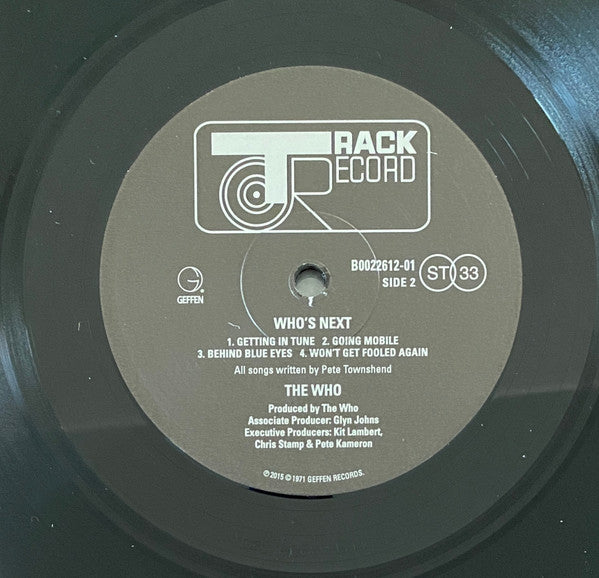 TRACK
RECORD
B0022612-01
SIDE 2
ST 33
GEFFEN
WHO'S NEXT
1. GETTING IN TUNE 2. GOING MOBILE
3. BEHIND BLUE EYES 4. WON'T GET FOOLED AGAIN
All songs written by Pete Townshend
THE WHO
Produced by The Who
Associate Producer: Glyn Johns
Executive Producers: Kit Lambert,
Chris Stamp & Pete Kameron
℗ 2015 © 1971 GEFFEN RECORDS.